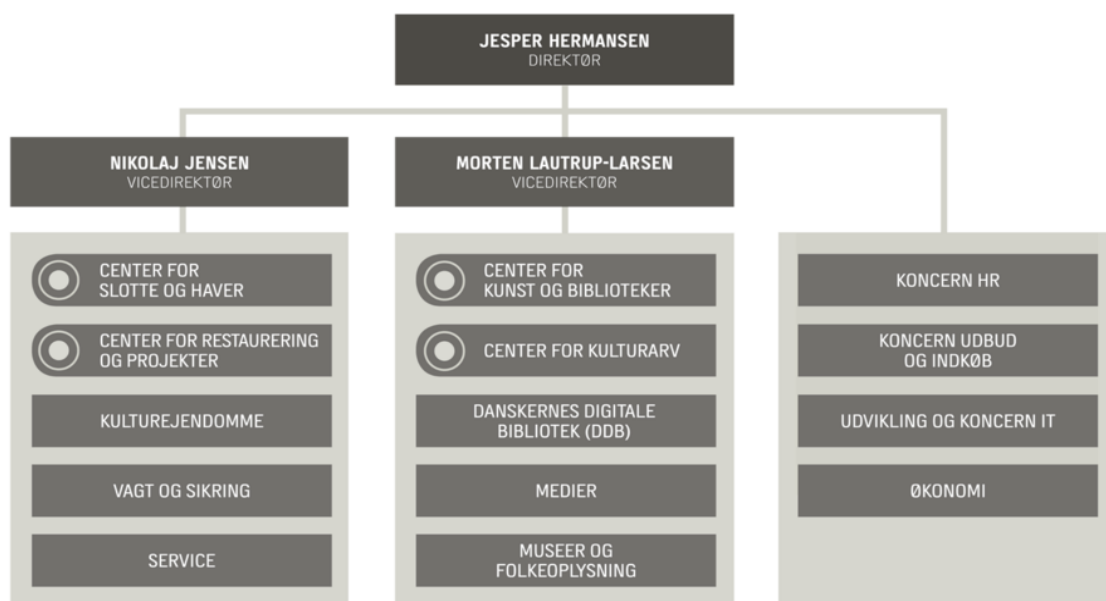 JESPER HERMANSEN
DIREKTØR
NIKOLAJ JENSEN
VICEDIREKTØR
MORTEN LAUTRUP-LARSEN
VICEDIREKTØR
CENTER FOR
SLOTTE OG HAVER
CENTER FOR RESTAURERING
OG PROJEKTER
KULTUREJENDOMME
VAGT OG SIKRING
SERVICE
CENTER FOR
KUNST OG BIBLIOTEKER
CENTER FOR KULTURARV
DANSKERNES DIGITALE
BIBLIOTEK (DDB)
MEDIER
MUSEER OG
FOLKEOPLYSNING
KONCERN HR
KONCERN UDBUD
OG INDKØB
UDVIKLING OG KONCERN IT
ØKONOMI